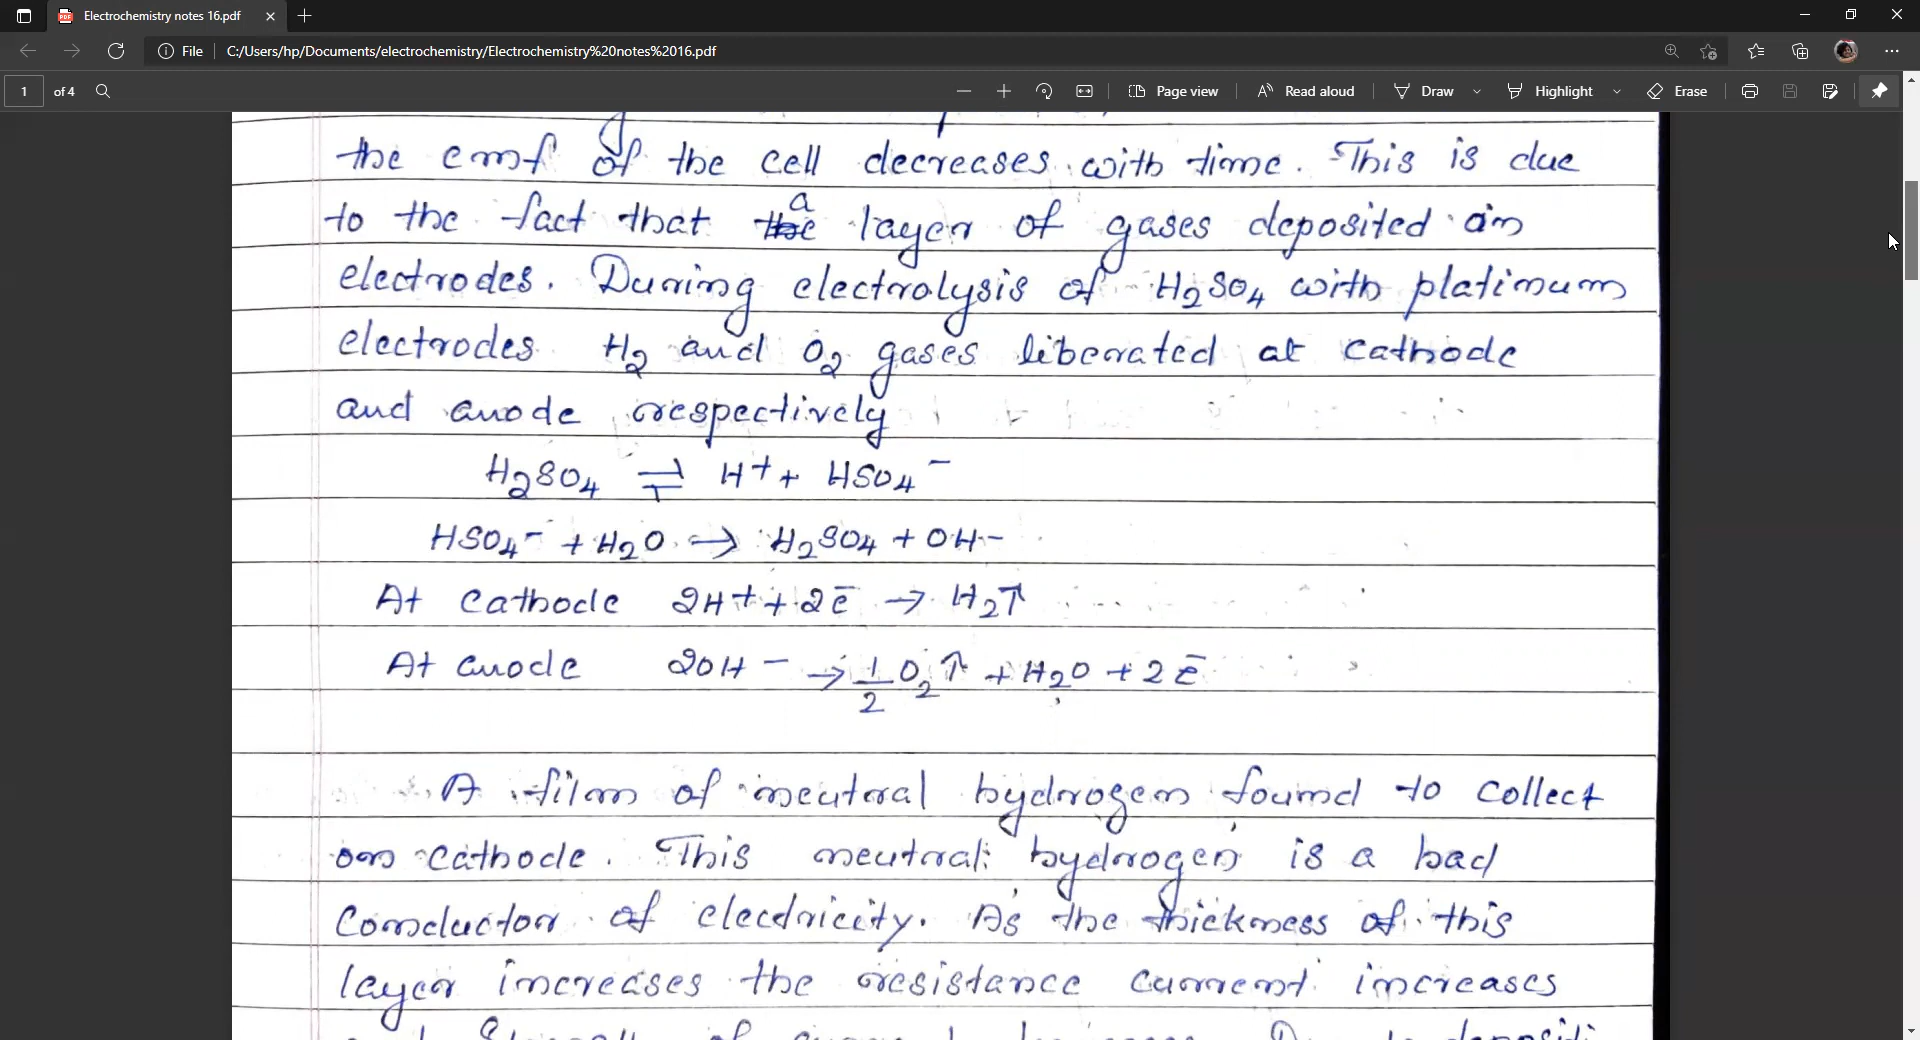 Electrochemistry notes 16.pdf
File C:/Users/hp/Documents/electrochemistry/Electrochemistry%20notes%2016.pdf
1 of 4 Page view Read aloud Draw Highlight Erase
the emf of the cell decreases with time. This is due
to the fact that the a layer of gases deposited on
electrodes. During electrolysis of H2SO4 with platinum
electrodes H2 and O2 gases liberated at cathode
and anode respectively
H2SO4 ⇌ H+ + HSO4-
HSO4- + H2O → H2SO4 + OH-
At cathode 2H+ + 2e- → H2↑
At anode 2OH- → 1/2 O2↑ + H2O + 2e-
A film of neutral hydrogen found to collect
on cathode. This neutral hydrogen is a bad
Conductor of electricity. As the thickness of this
layer increases the resistance current increases